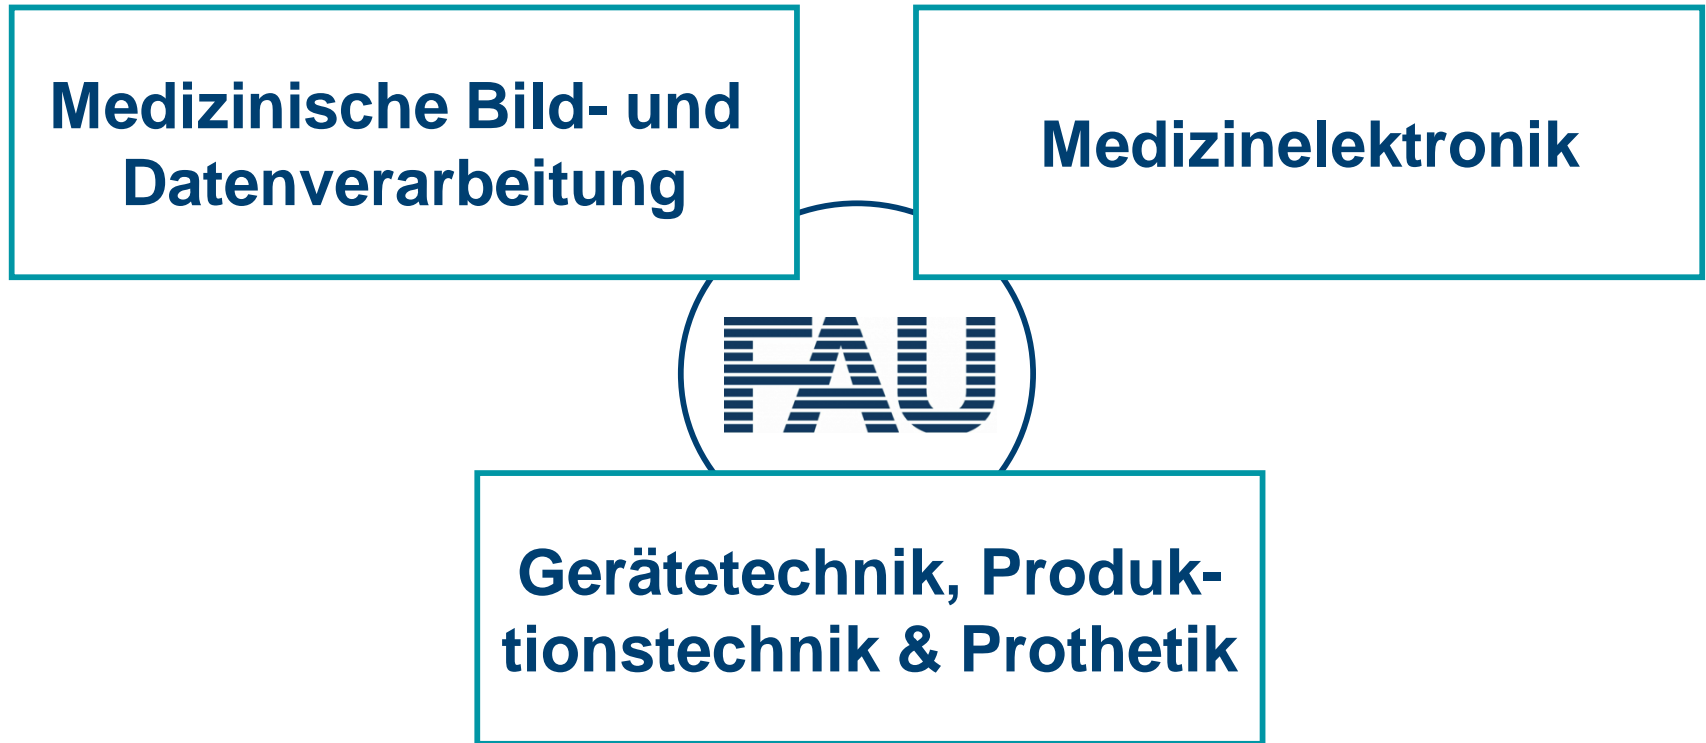 Medizinische Bild- und
Datenverarbeitung
Medizinelektronik
FAU
Gerätetechnik, Produk-
tionstechnik & Prothetik